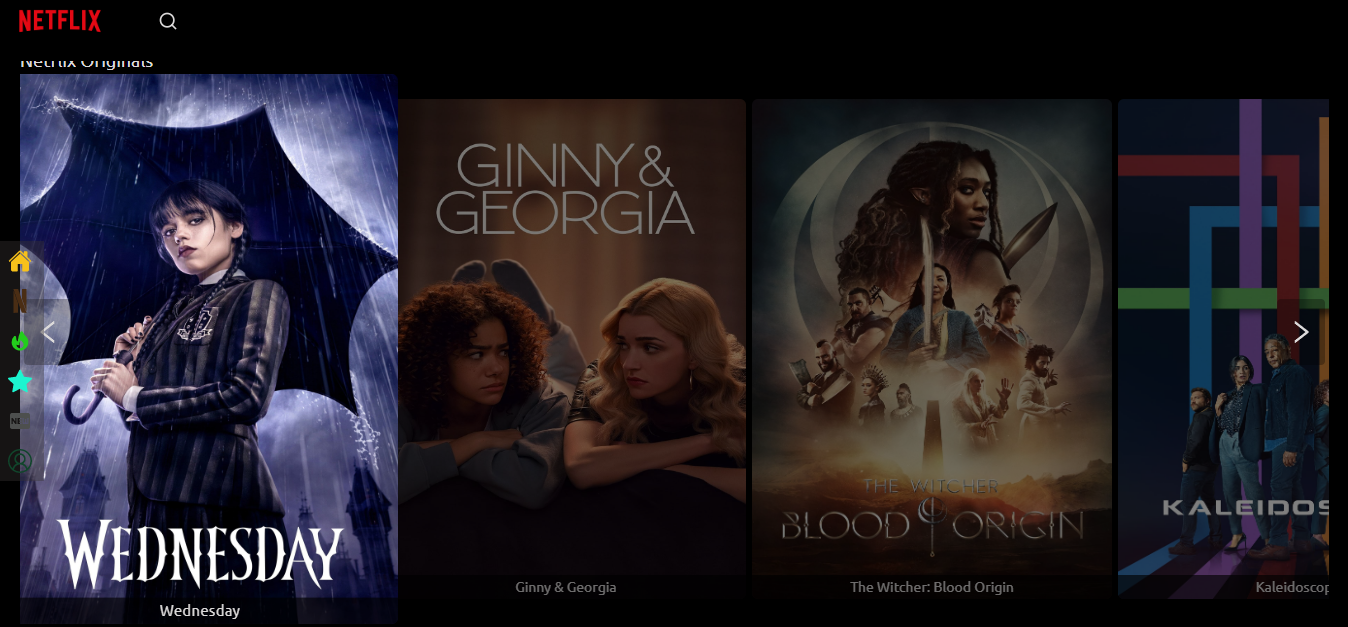 NETFLIX
Netflix Originals
WEDNESDAY
Wednesday
GINNY &
GEORGIA
Ginny & Georgia
THE WITCHER
BLOOD ORIGIN
The Witcher: Blood Origin
KALEIDOS
Kaleidoscop
N
NE